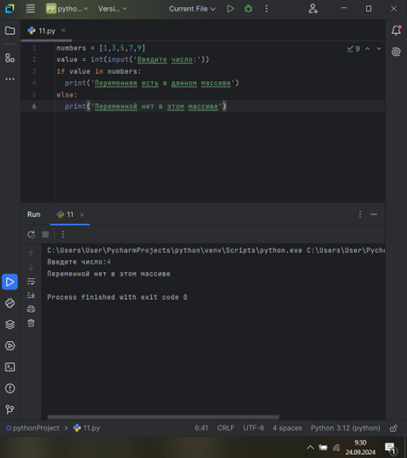 PP pytho... Versi... Current File
11.py
1 numbers = [1,3,5,7,9]
2 value = int(input('Введите число:'))
3 if value in numbers:
4 print('Переменная есть в данном массиве')
5 else:
6 print('Переменной нет в этом массиве')
9
Run 11
C:\Users\User\PycharmProjects\python\venv\Scripts\python.exe C:\Users\User\Pycharm
Введите число:4
Переменной нет в этом массиве
Process finished with exit code 0
pythonProject > 11.py 6:41 CRLF UTF-8 4 spaces Python 3.12 (python)
9:30
24.09.2024
1